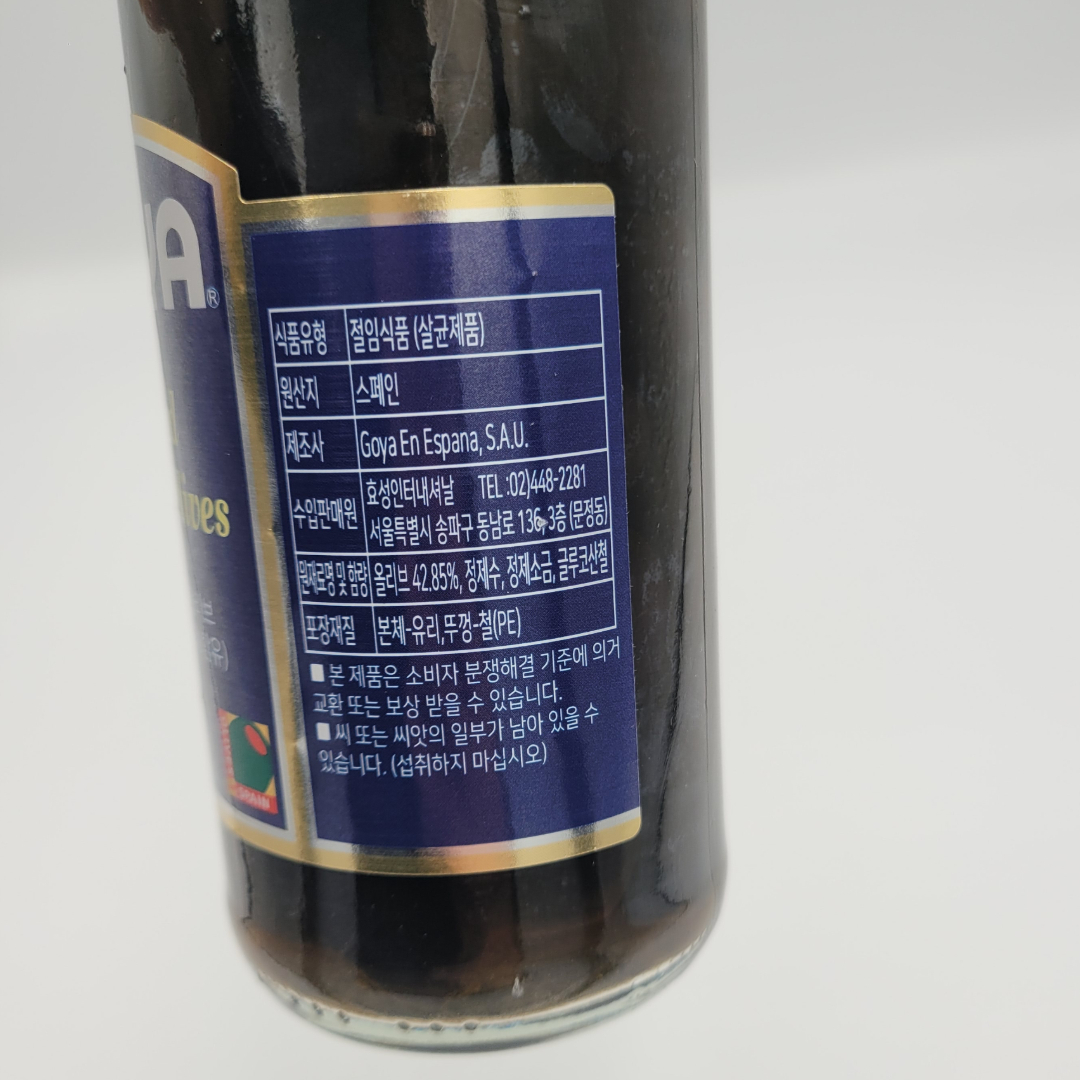 식품유형 절임식품 (살균제품)
원산지 스페인
제조사 Goya En Espana, S.A.U.
수입판매원 효성인터내셔날 TEL :02)448-2281
서울특별시 송파구 동남로 136, 3층 (문정동)
원재료명 및 함량 올리브 42.85%, 정제수, 정제소금, 글루코산철
포장재질 본체-유리,뚜껑-철(PE)
■ 본 제품은 소비자 분쟁해결 기준에 의거
교환 또는 보상 받을 수 있습니다.
■ 씨 또는 씨앗의 일부가 남아 있을 수
있습니다. (섭취하지 마십시오)
YA®
ives
브
유)
SPAIN